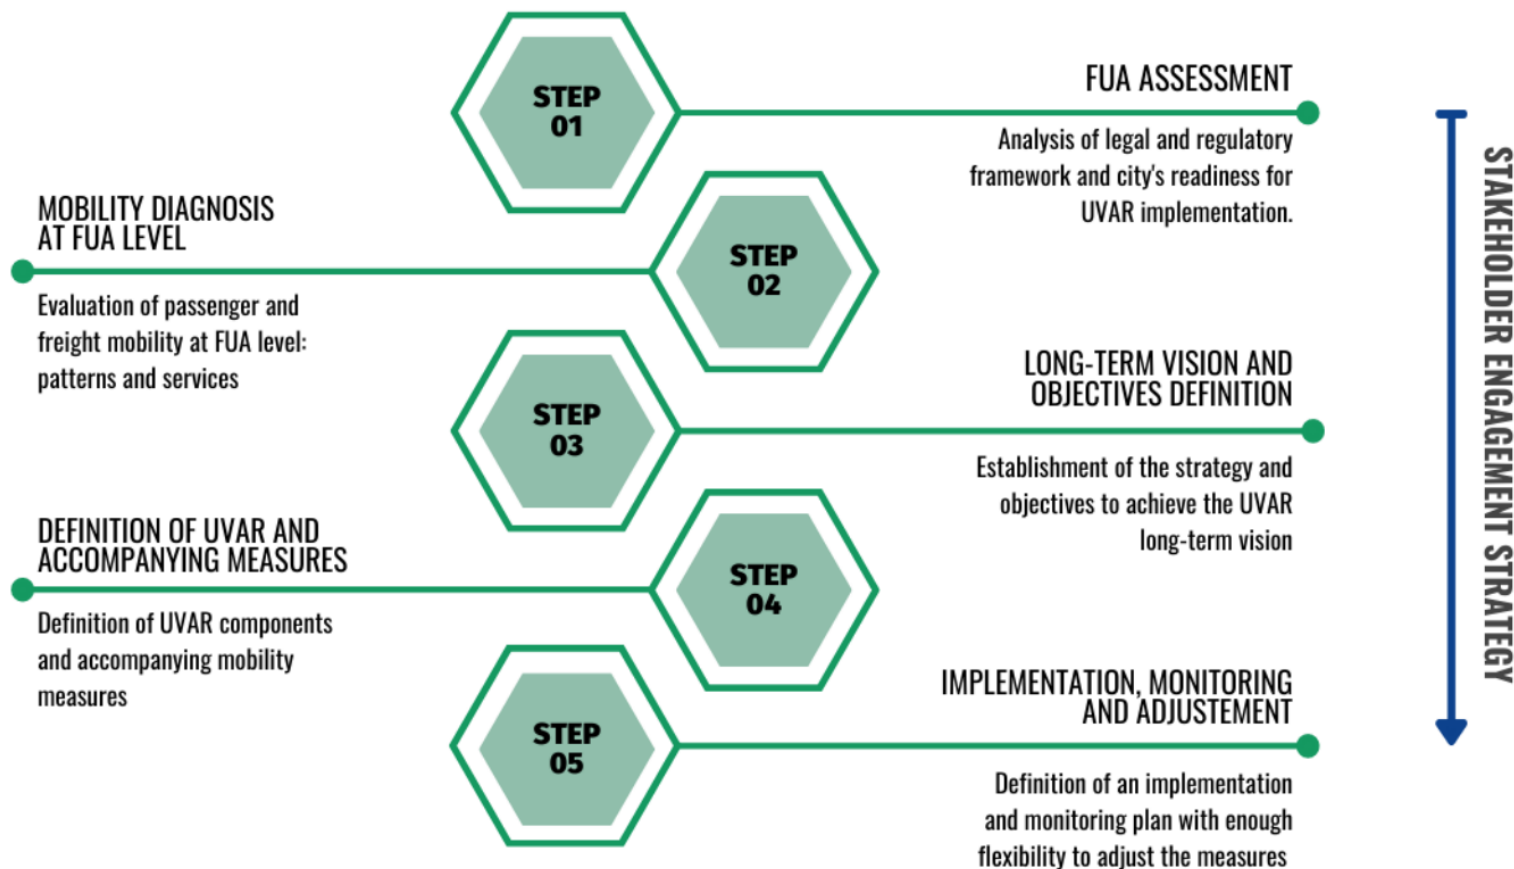 STEP
01
FUA ASSESSMENT
Analysis of legal and regulatory
framework and city's readiness for
UVAR implementation.
MOBILITY DIAGNOSIS
AT FUA LEVEL
Evaluation of passenger and
freight mobility at FUA level:
patterns and services
STEP
02
STEP
03
LONG-TERM VISION AND
OBJECTIVES DEFINITION
Establishment of the strategy and
objectives to achieve the UVAR
long-term vision
DEFINITION OF UVAR AND
ACCOMPANYING MEASURES
Definition of UVAR components
and accompanying mobility
measures
STEP
04
STEP
05
IMPLEMENTATION, MONITORING
AND ADJUSTEMENT
Definition of an implementation
and monitoring plan with enough
flexibility to adjust the measures
STAKEHOLDER ENGAGEMENT STRATEGY